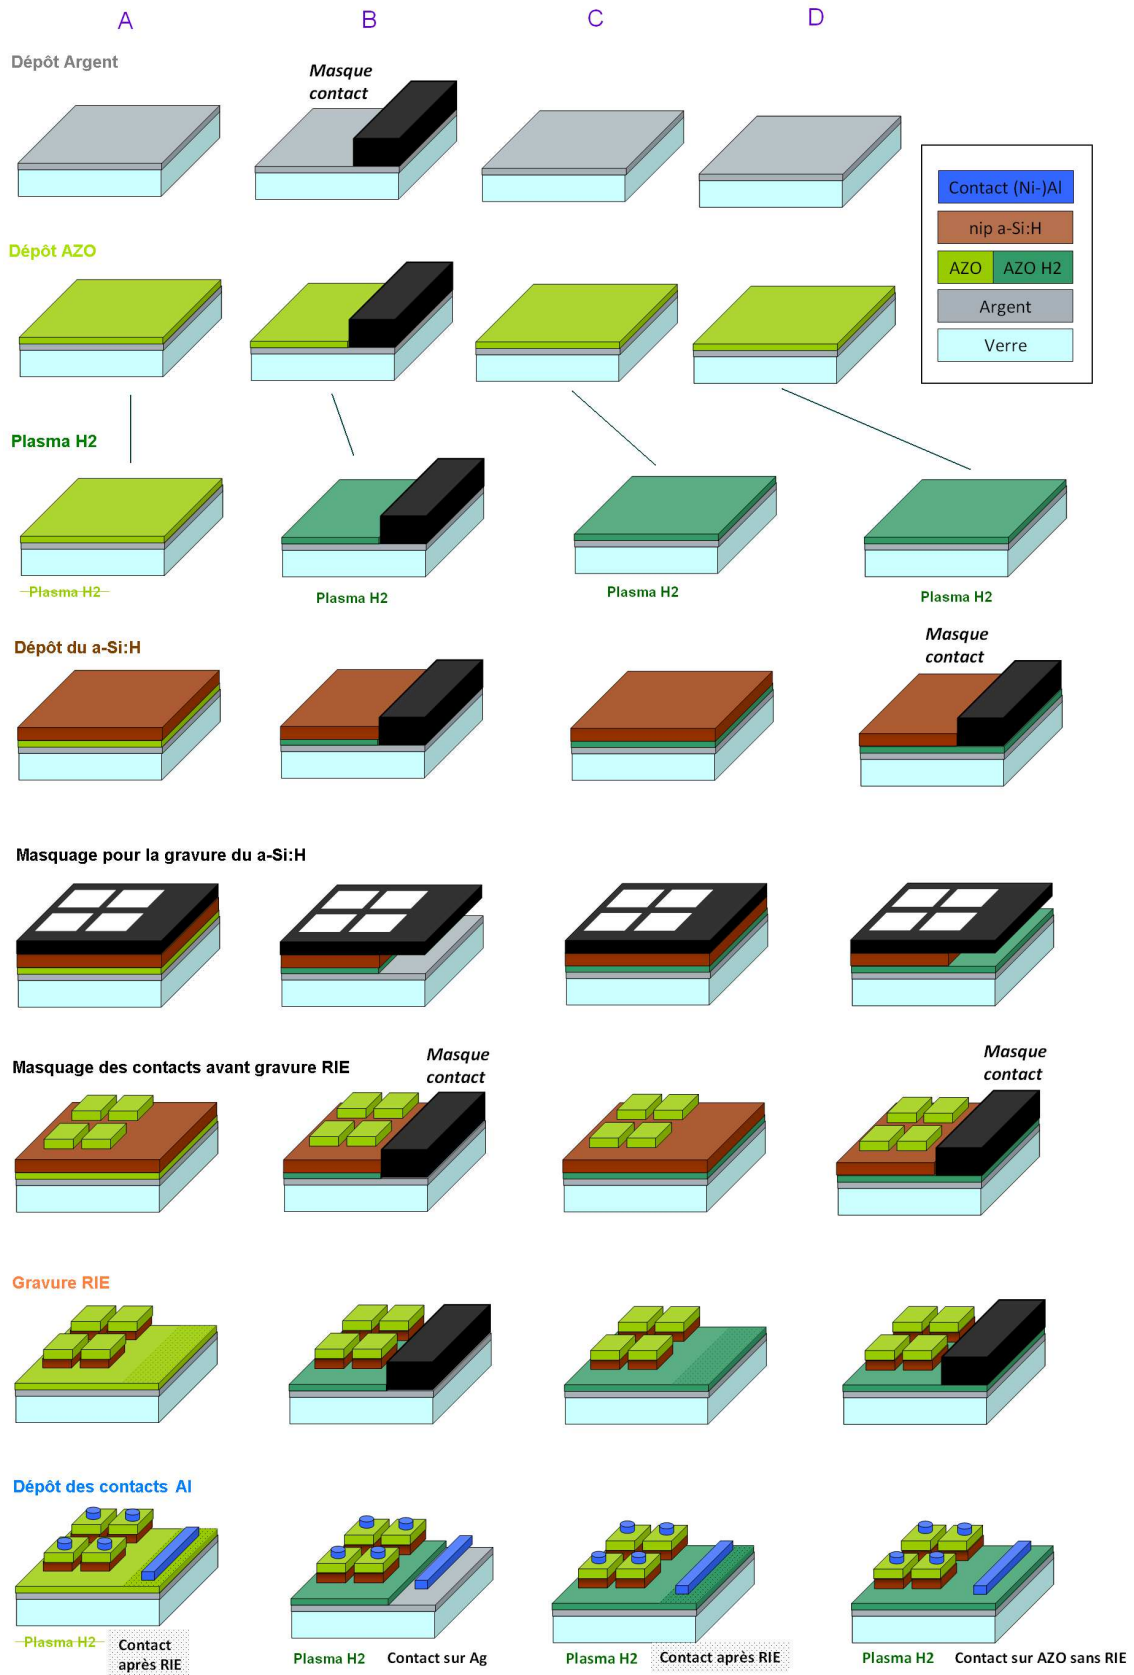 A B C D
Dépôt Argent
Masque
contact
Contact (Ni-)Al
nip a-Si:H
AZO AZO H2
Argent
Verre
Dépôt AZO
Plasma H2
Plasma H2
Plasma H2
Plasma H2
Plasma H2
Dépôt du a-Si:H
Masque
contact
Masquage pour la gravure du a-Si:H
Masquage des contacts avant gravure RIE
Masque
contact
Masque
contact
Gravure RIE
Dépôt des contacts Al
Plasma H2
Contact
après RIE
Plasma H2 Contact sur Ag
Plasma H2 Contact après RIE
Plasma H2 Contact sur AZO sans RIE